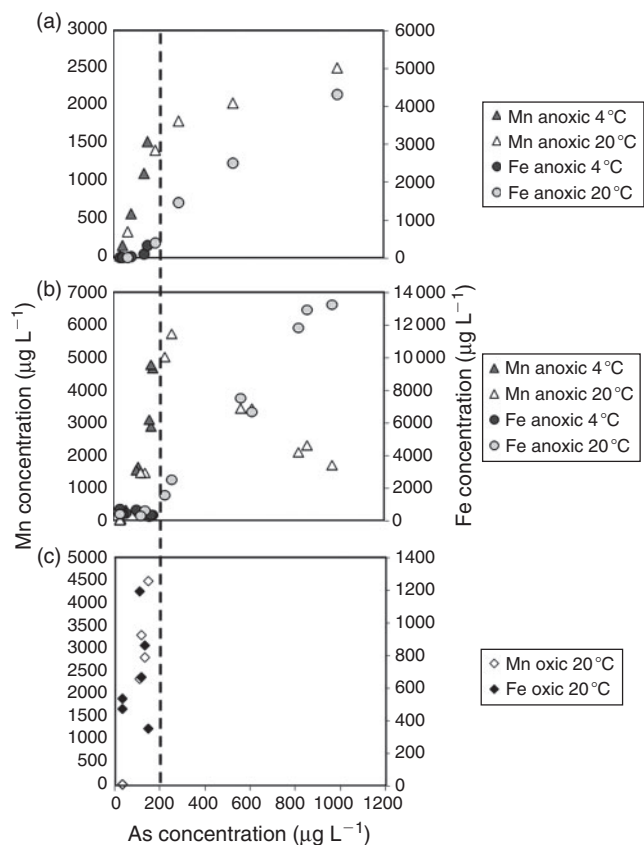 (a)
3000
2500
2000
1500
1000
500
0
6000
5000
4000
3000
2000
1000
0
Mn anoxic 4°C
Mn anoxic 20°C
Fe anoxic 4°C
Fe anoxic 20°C
(b)
7000
6000
5000
4000
3000
2000
1000
0
14 000
12 000
10 000
8000
6000
4000
2000
0
Mn anoxic 4°C
Mn anoxic 20°C
Fe anoxic 4°C
Fe anoxic 20°C
Mn concentration (μg L⁻¹)
Fe concentration (μg L⁻¹)
(c)
5000
4500
4000
3500
3000
2500
2000
1500
1000
500
0
1400
1200
1000
800
600
400
200
0
Mn oxic 20°C
Fe oxic 20°C
0 200 400 600 800 1000 1200
As concentration (μg L⁻¹)